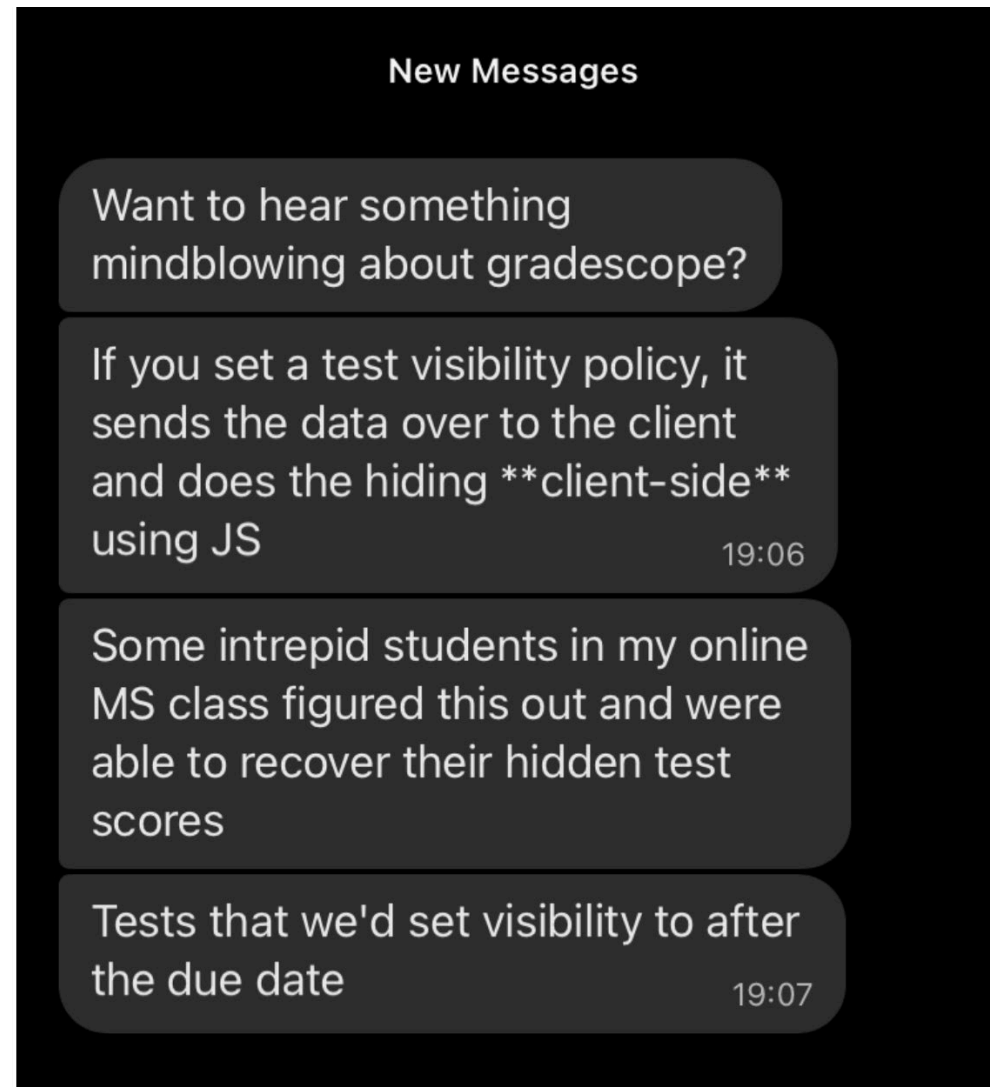 New Messages
Want to hear something
mindblowing about gradescope?
If you set a test visibility policy, it
sends the data over to the client
and does the hiding **client-side**
using JS
19:06
Some intrepid students in my online
MS class figured this out and were
able to recover their hidden test
scores
Tests that we'd set visibility to after
the due date
19:07